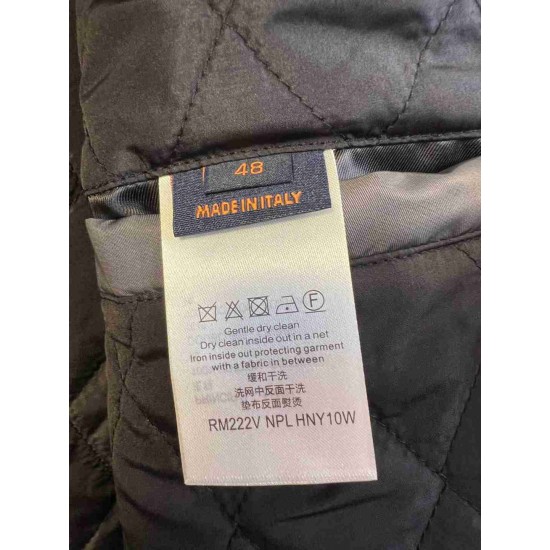 48
MADE IN ITALY
F
Gentle dry clean
Dry clean inside out in a net
Iron inside out protecting garment
with a fabric in between
缓和干洗
洗网中反面干洗
垫布反面熨烫
RM222V NPL HNY10W